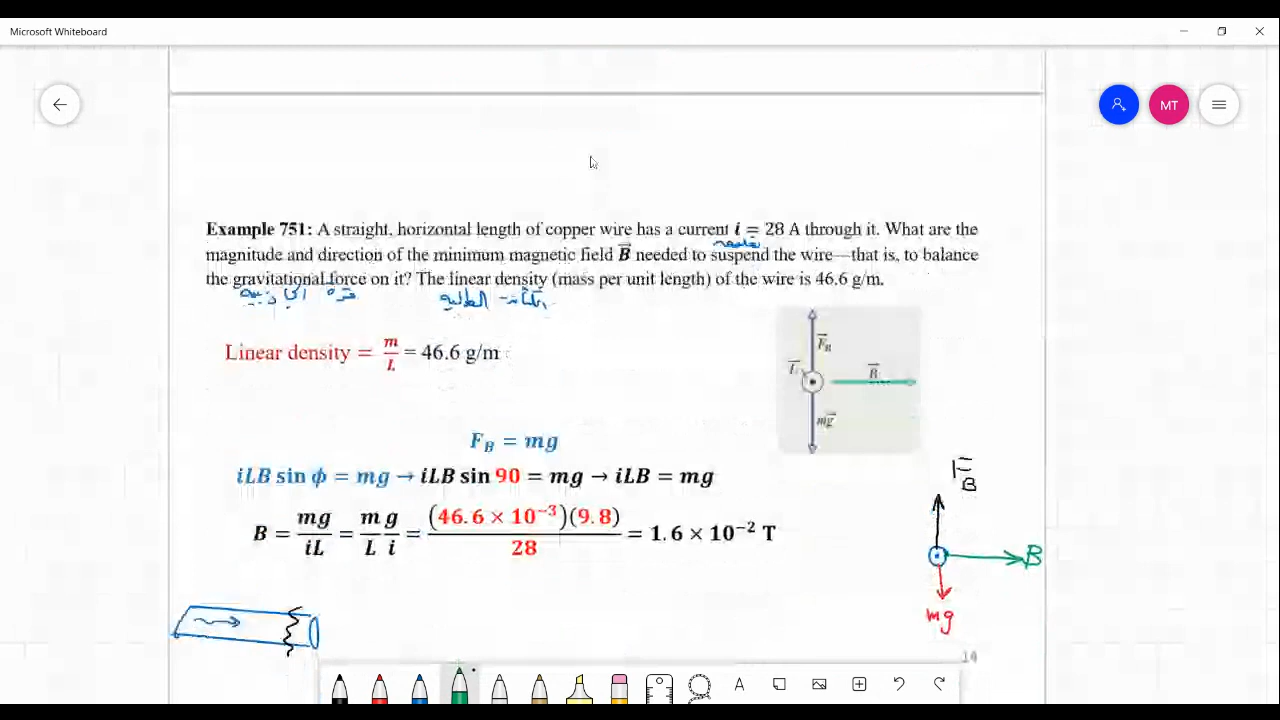 Microsoft Whiteboard
MT
Example 751: A straight, horizontal length of copper wire has a current i = 28 A through it. What are the
magnitude and direction of the minimum magnetic field B⃗ needed to suspend the wire—that is, to balance
the gravitational force on it? The linear density (mass per unit length) of the wire is 46.6 g/m.
Linear density = m/L = 46.6 g/m
F⃗B
L⃗
B⃗
mg⃗
F_B = mg
iLB sin ϕ = mg → iLB sin 90 = mg → iLB = mg
B = mg/iL = m/L g/i = (46.6 × 10⁻³)(9.8)/28 = 1.6 × 10⁻² T
F_B
B
mg
14
A